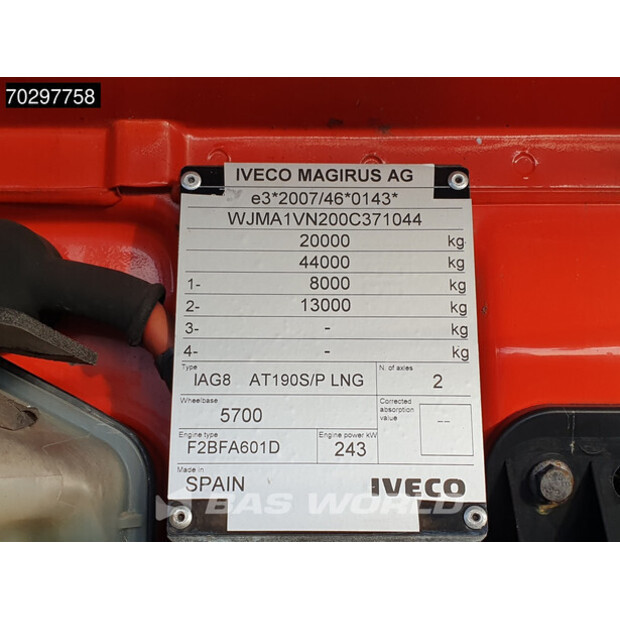 70297758
IVECO MAGIRUS AG
e3*2007/46*0143*
WJMA1VN200C371044
20000 kg
44000 kg
1- 8000 kg
2- 13000 kg
3- - kg
4- - kg
Type N. of axles
IAG8 AT190S/P LNG 2
Wheelbase Corrected absorption value
5700 --
Engine type Engine power kW
F2BFA601D 243
Made in
SPAIN IVECO
BAS WORLD